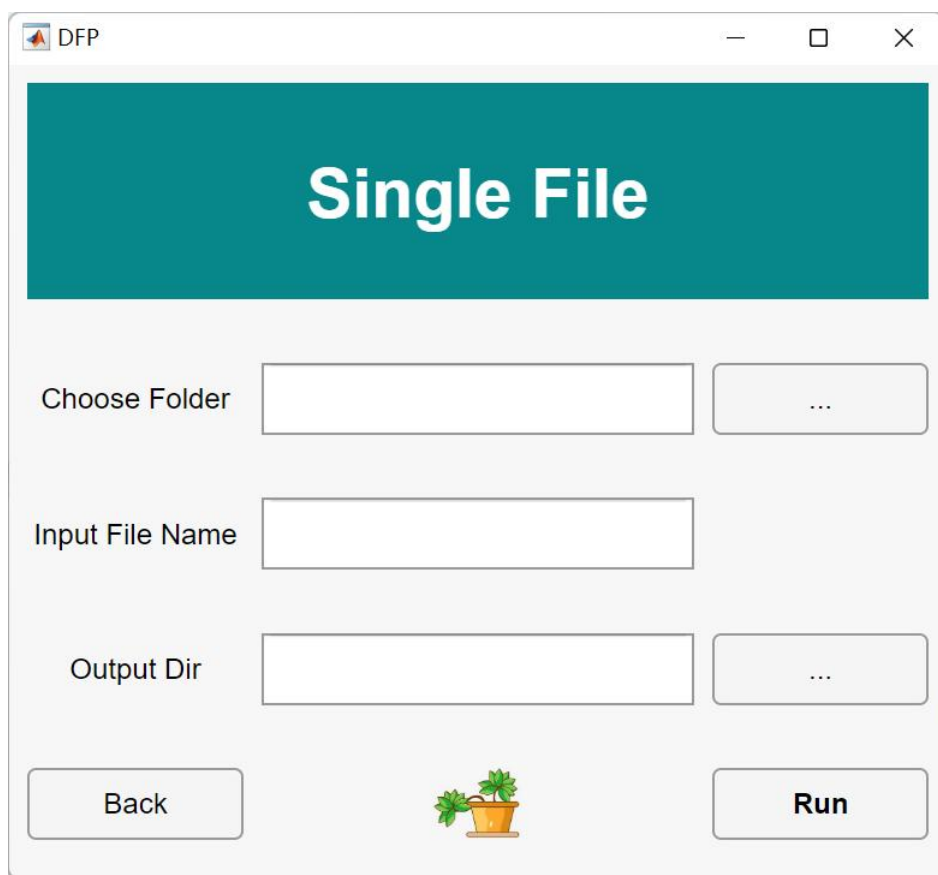 DFP
Single File
Choose Folder
...
Input File Name
Output Dir
...
Back
Run